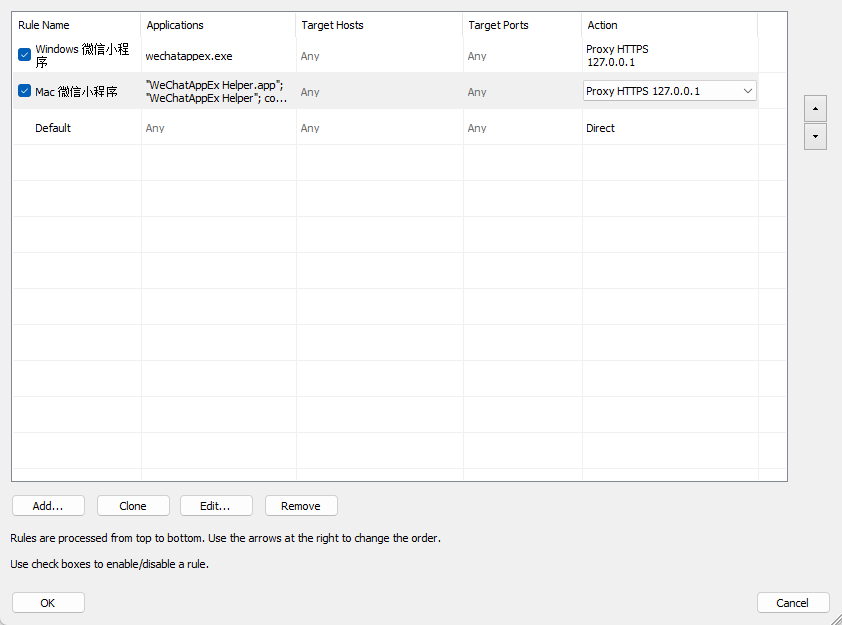 Rule Name Applications Target Hosts Target Ports Action
Windows 微信小程
序
wechatappex.exe
Any
Any
Proxy HTTPS
127.0.0.1
Mac 微信小程序
"WeChatAppEx Helper.app";
"WeChatAppEx Helper"; co...
Any
Any
Proxy HTTPS 127.0.0.1
Default Any Any Any Direct
Add... Clone Edit... Remove
Rules are processed from top to bottom. Use the arrows at the right to change the order.
Use check boxes to enable/disable a rule.
OK Cancel